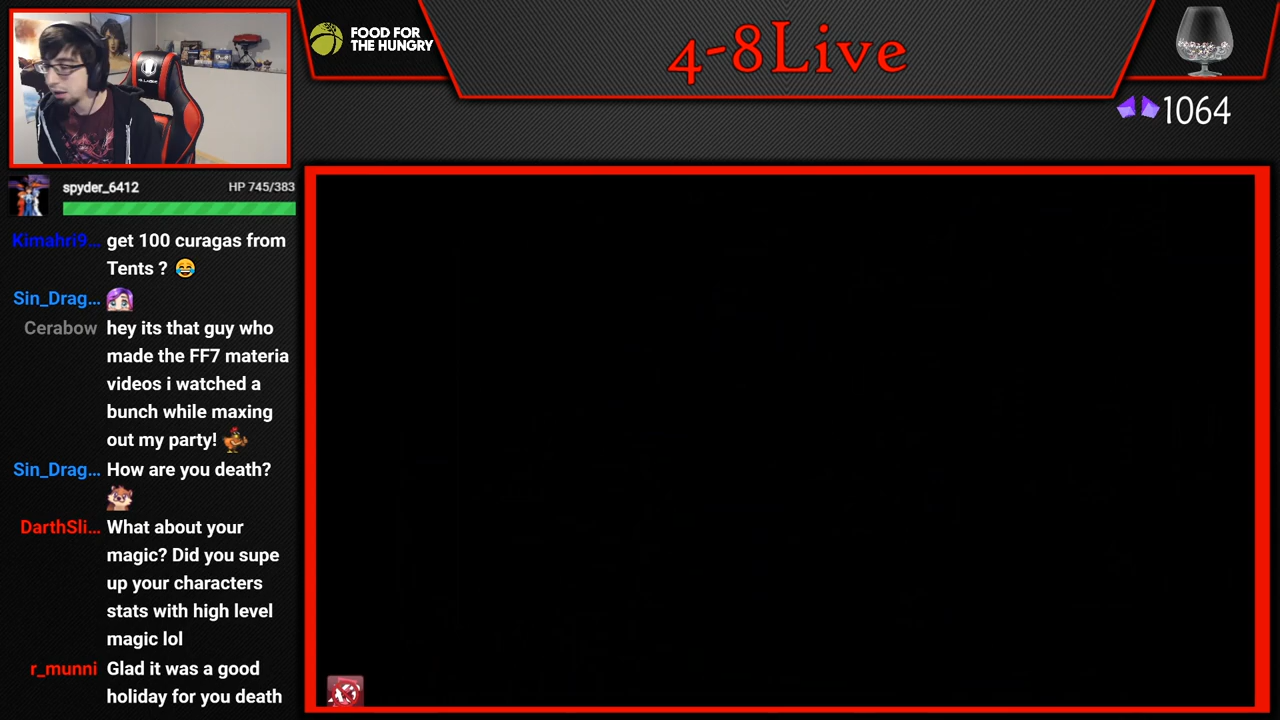 FOOD FOR
THE HUNGRY
4-8Live
1064
spyder_6412 HP 745/383
Kimahri9... get 100 curagas from
Tents ? 😂
Sin_Drag...
Cerabow hey its that guy who
made the FF7 materia
videos i watched a
bunch while maxing
out my party!
Sin_Drag... How are you death?
DarthSli... What about your
magic? Did you supe
up your characters
stats with high level
magic lol
r_munni Glad it was a good
holiday for you death